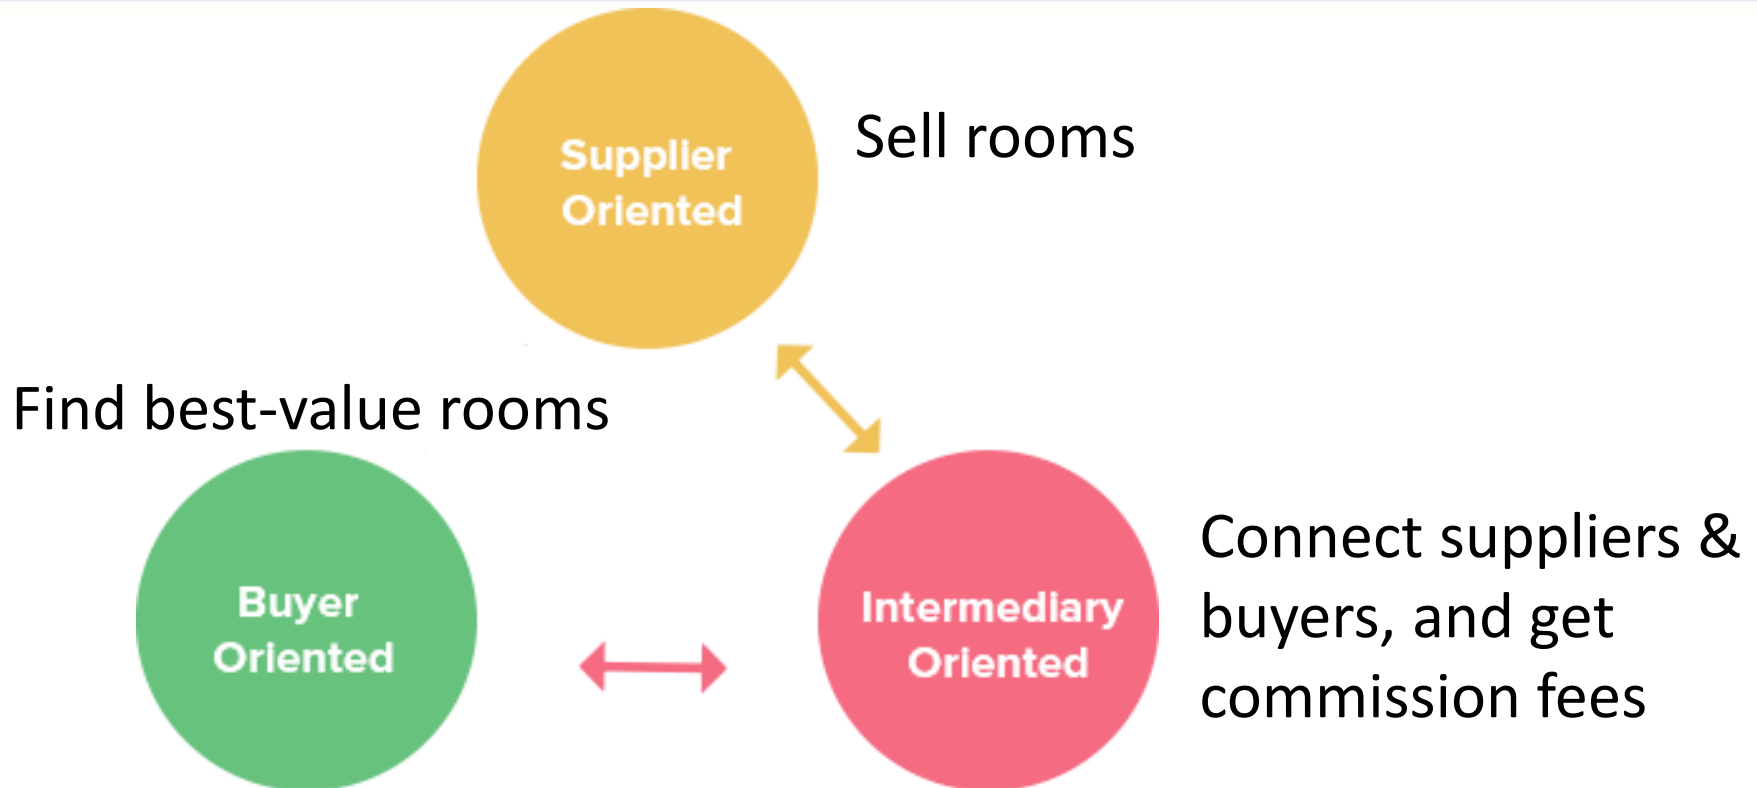 Supplier
Oriented
Sell rooms
Find best-value rooms
Buyer
Oriented
Intermediary
Oriented
Connect suppliers &
buyers, and get
commission fees